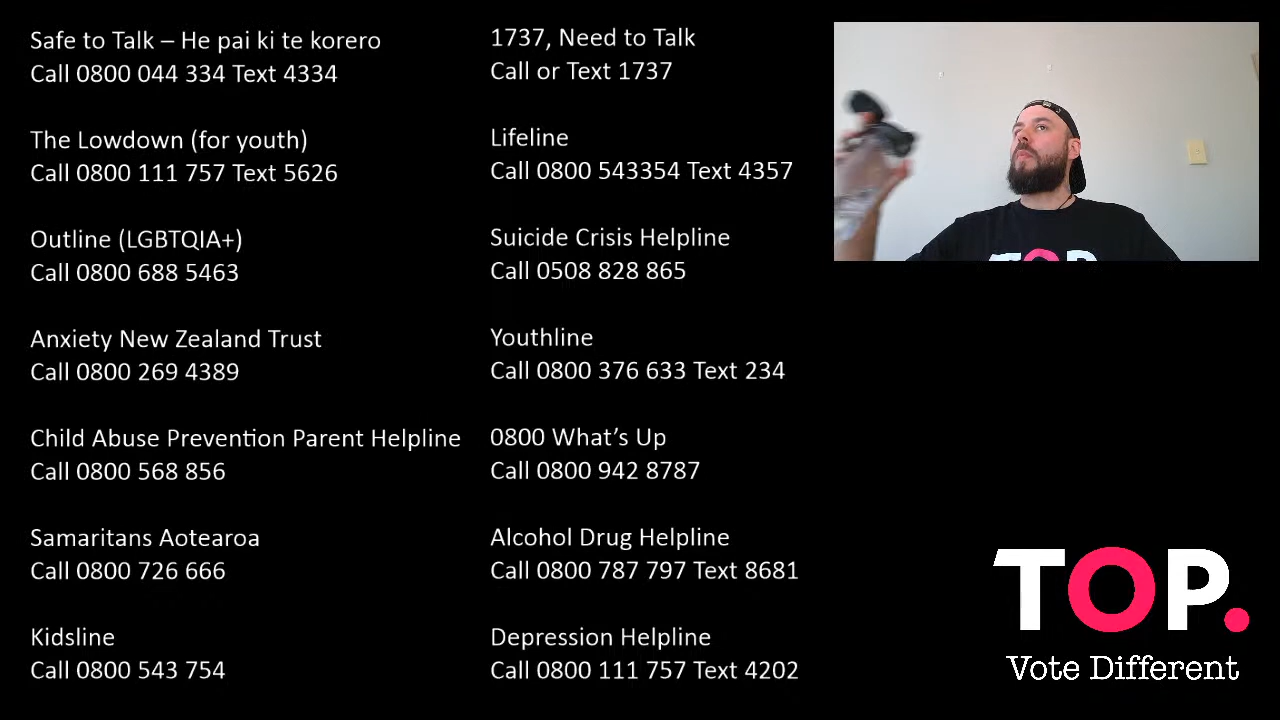 Safe to Talk – He pai ki te korero
Call 0800 044 334 Text 4334
The Lowdown (for youth)
Call 0800 111 757 Text 5626
Outline (LGBTQIA+)
Call 0800 688 5463
Anxiety New Zealand Trust
Call 0800 269 4389
Child Abuse Prevention Parent Helpline
Call 0800 568 856
Samaritans Aotearoa
Call 0800 726 666
Kidsline
Call 0800 543 754
1737, Need to Talk
Call or Text 1737
Lifeline
Call 0800 543354 Text 4357
Suicide Crisis Helpline
Call 0508 828 865
Youthline
Call 0800 376 633 Text 234
0800 What’s Up
Call 0800 942 8787
Alcohol Drug Helpline
Call 0800 787 797 Text 8681
Depression Helpline
Call 0800 111 757 Text 4202
TOP
TOP.
Vote Different